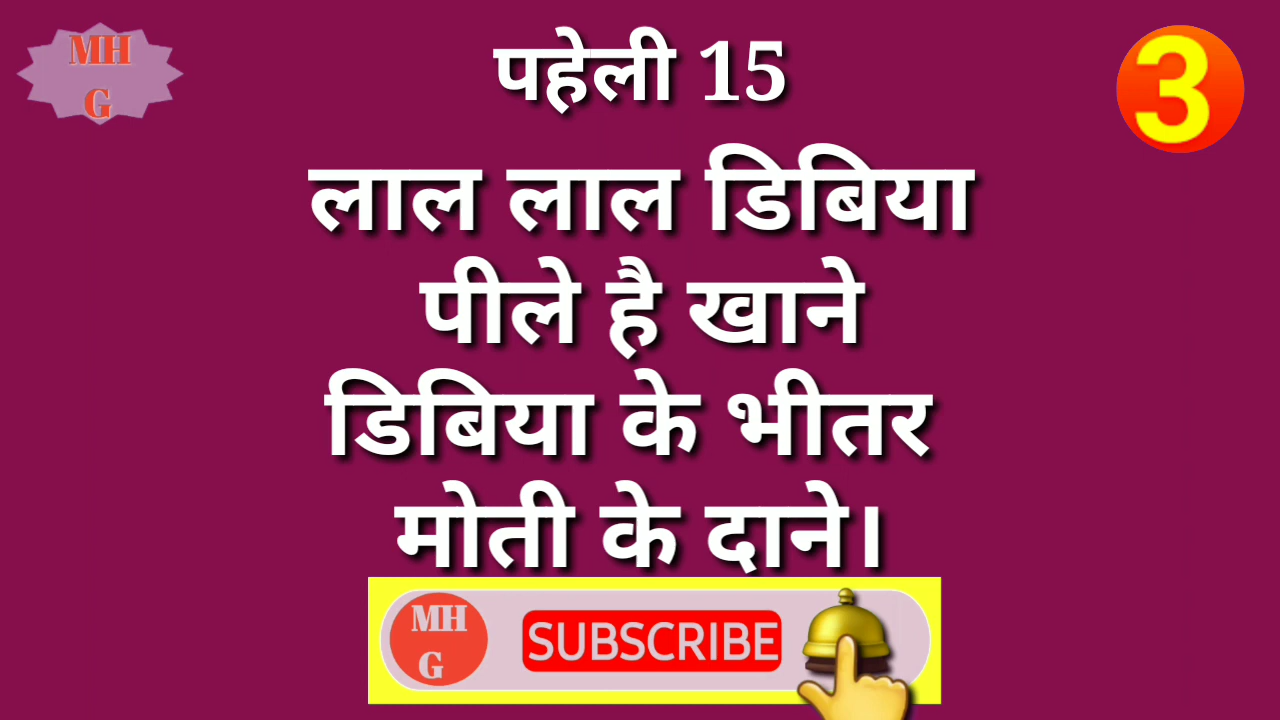 MH
G
पहेली 15
3
लाल लाल डिबिया
पीले है खाने
डिबिया के भीतर
मोती के दाने।
MH
G
SUBSCRIBE